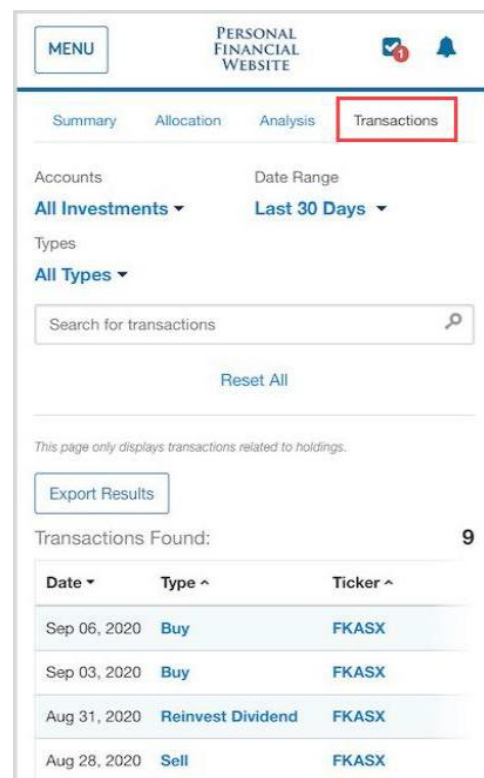 MENU
PERSONAL
FINANCIAL
WEBSITE
1
Summary Allocation Analysis Transactions
Accounts Date Range
All Investments Last 30 Days
Types
All Types
Search for transactions
Reset All
This page only displays transactions related to holdings.
Export Results
Transactions Found: 9
Date Type Ticker
Sep 06, 2020 Buy FKASX
Sep 03, 2020 Buy FKASX
Aug 31, 2020 Reinvest Dividend FKASX
Aug 28, 2020 Sell FKASX